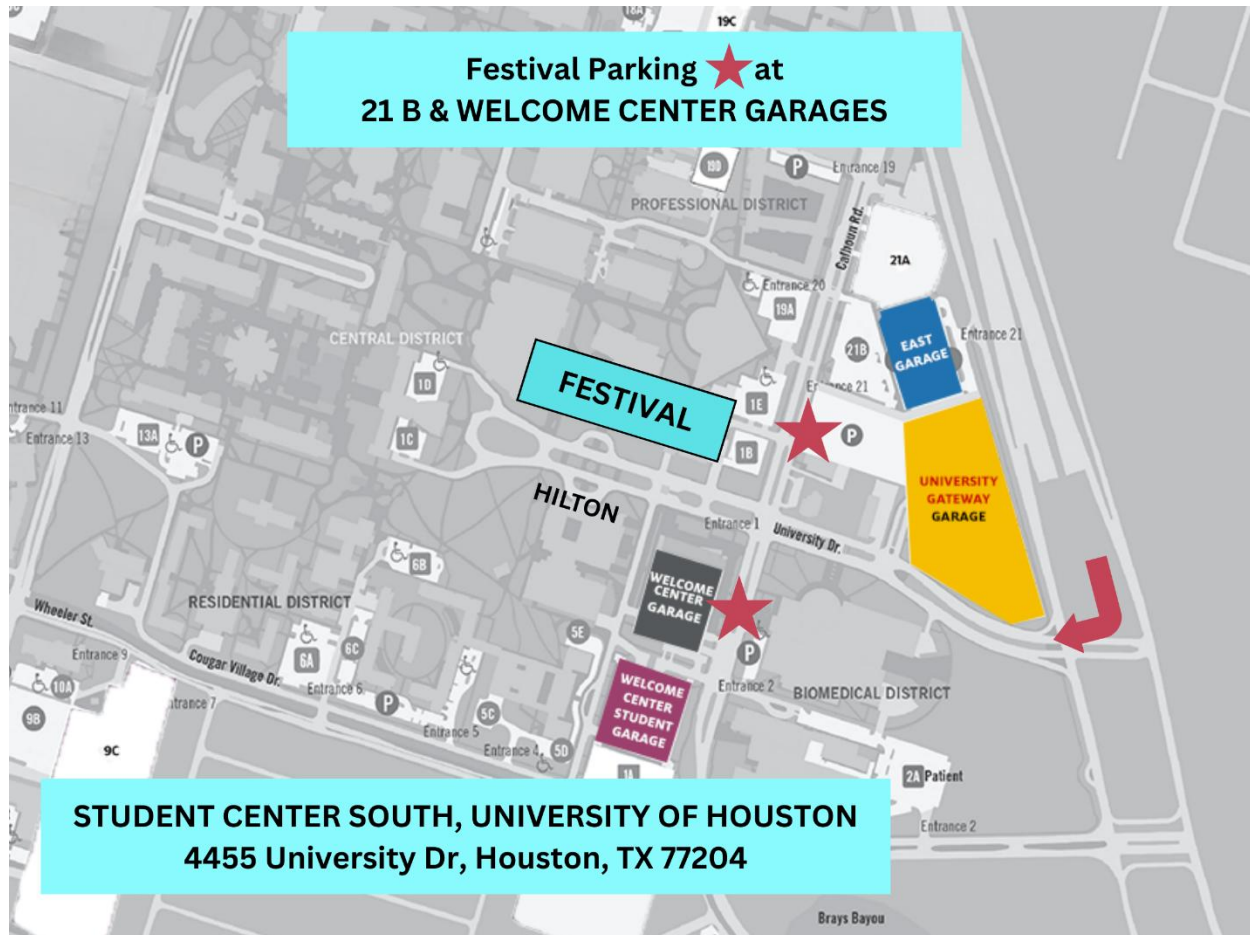 19C
Festival Parking at
21 B & WELCOME CENTER GARAGES
19D
P
Entrance 19
PROFESSIONAL DISTRICT
Calhoun Rd.
21A
Entrance 20
19A
CENTRAL DISTRICT
21B
EAST
GARAGE
Entrance 21
1D
FESTIVAL
Entrance 21
1E
Entrance 11
Entrance 13
13A
P
1C
1B
P
UNIVERSITY
GATEWAY
GARAGE
HILTON
Entrance 1
University Dr.
6B
WELCOME
CENTER
GARAGE
RESIDENTIAL DISTRICT
Wheeler St.
5E
Entrance 9
6A
6C
P
Cougar Village Dr.
Entrance 6
WELCOME
CENTER
STUDENT
GARAGE
Entrance 2
BIOMEDICAL DISTRICT
10A
9B
Entrance 7
P
5C
Entrance 5
9C
Entrance 4
5D
1A
2A Patient
STUDENT CENTER SOUTH, UNIVERSITY OF HOUSTON
4455 University Dr, Houston, TX 77204
Entrance 2
Brays Bayou